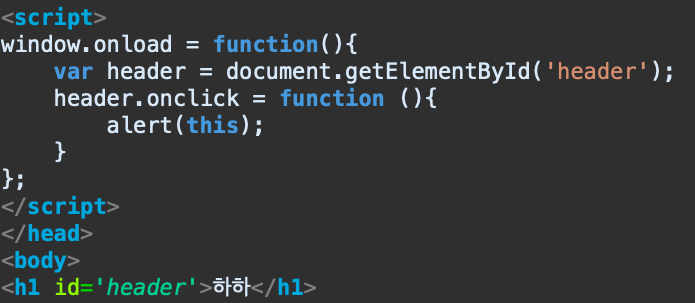 <script>
window.onload = function(){
    var header = document.getElementById('header');
    header.onclick = function (){
        alert(this);
    }
};
</script>
</head>
<body>
<h1 id='header'>하하</h1>